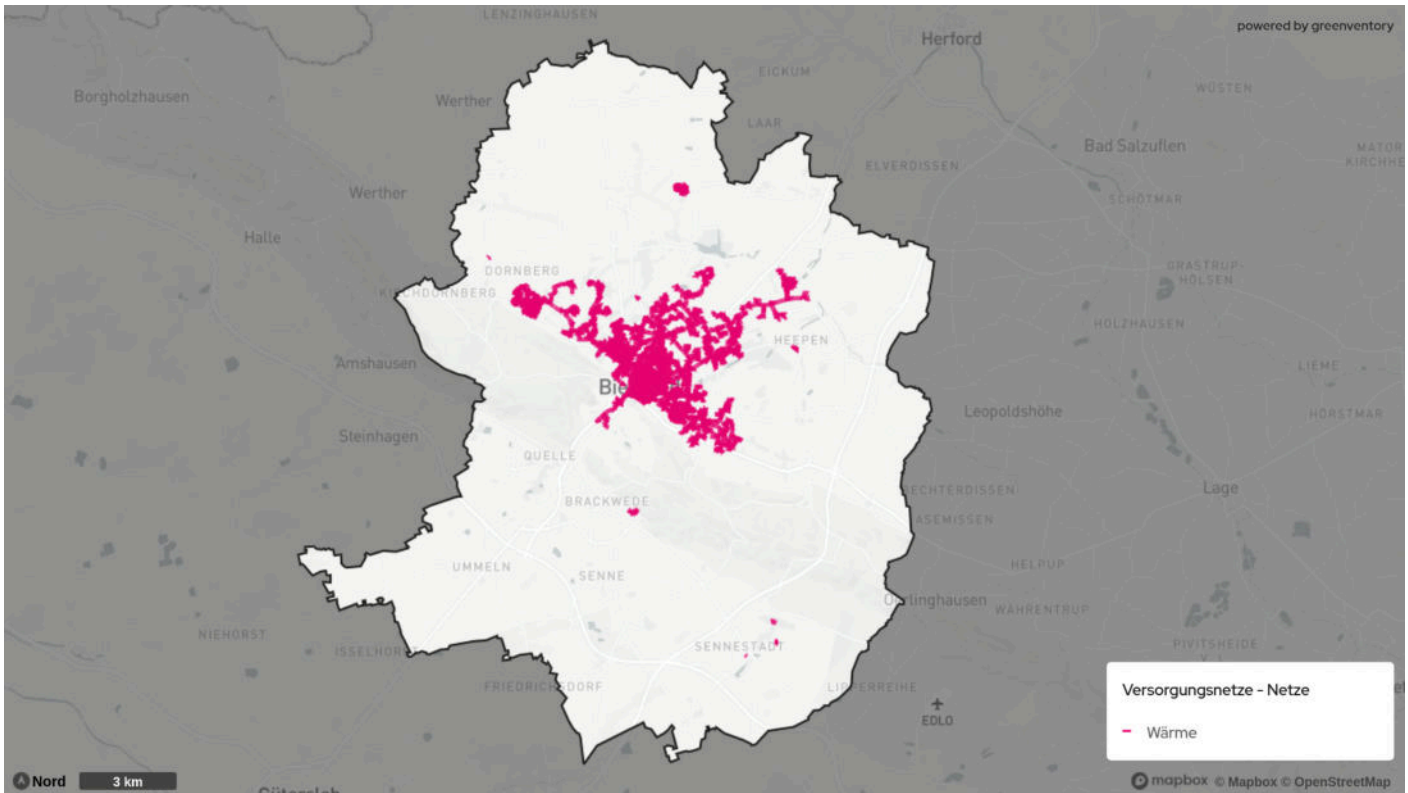 LENZINGHAUSEN
powered by greenventory
Herford
EICKUM
Borgholzhausen
Werther
WÜSTEN
LAAR
Bad Salzuflen
ELVERDISSEN
Werther
SCHÖTMAR
Halle
DORNBERG
GRASTRUP-
HÖLSEN
KIRCHDORNBERG
HOLZHAUSEN
HEEPEN
Amshausen
LIEME
Leopoldshöhe
HÖRSTMAR
Steinhagen
QUELLE
Lage
BRACKWEDE
UMMELN
SENNE
HELPUP
Oerlinghausen
WÄHRENTRUP
NIEHORST
SENNESTADT
PIVITSHEIDE
V. L.
ISSELHORST
FRIEDRICHSDORF
LIPPERREIHE
EDLO
Versorgungsnetze - Netze
Wärme
Nord
3 km
mapbox © Mapbox © OpenStreetMap